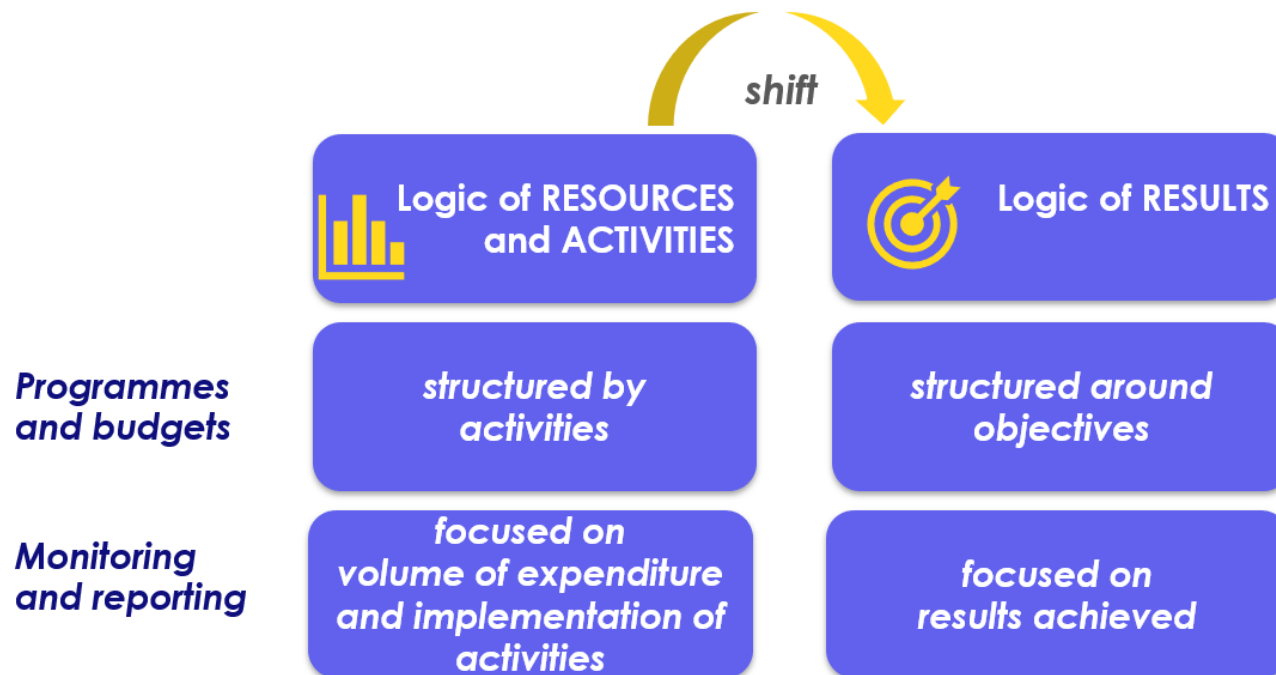 shift
Logic of RESOURCES
and ACTIVITIES
Logic of RESULTS
Programmes
and budgets
structured by
activities
structured around
objectives
Monitoring
and reporting
focused on
volume of expenditure
and implementation of
activities
focused on
results achieved